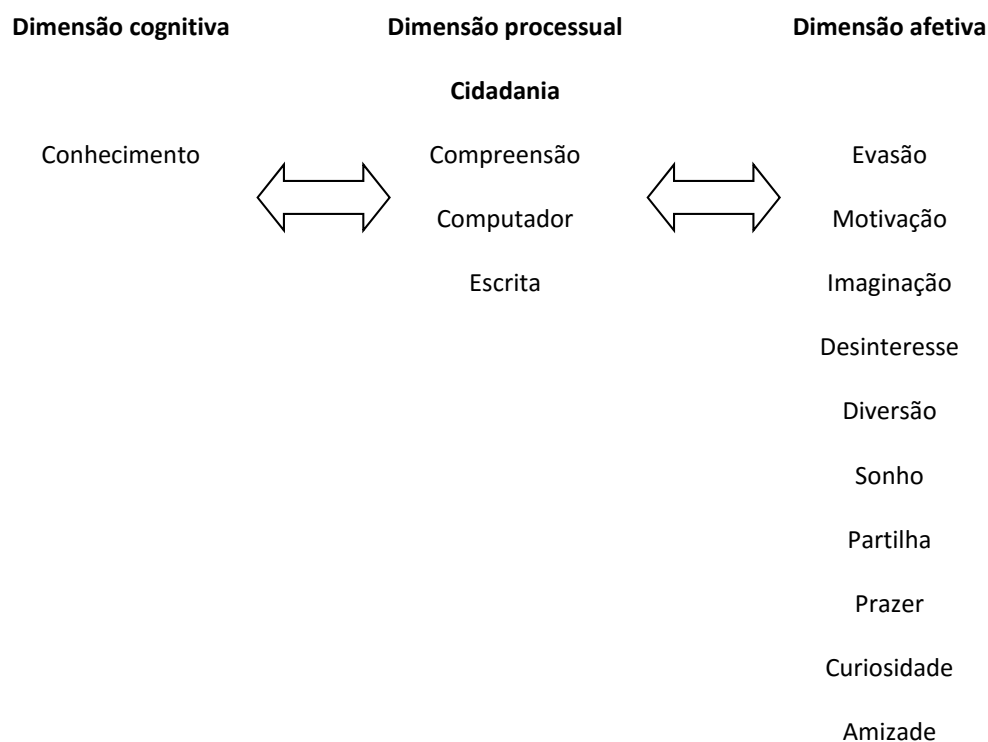 Dimensão cognitiva Dimensão processual Dimensão afetiva
Cidadania
Conhecimento Compreensão Evasão
Computador Motivação
Escrita Imaginação
Desinteresse
Diversão
Sonho
Partilha
Prazer
Curiosidade
Amizade